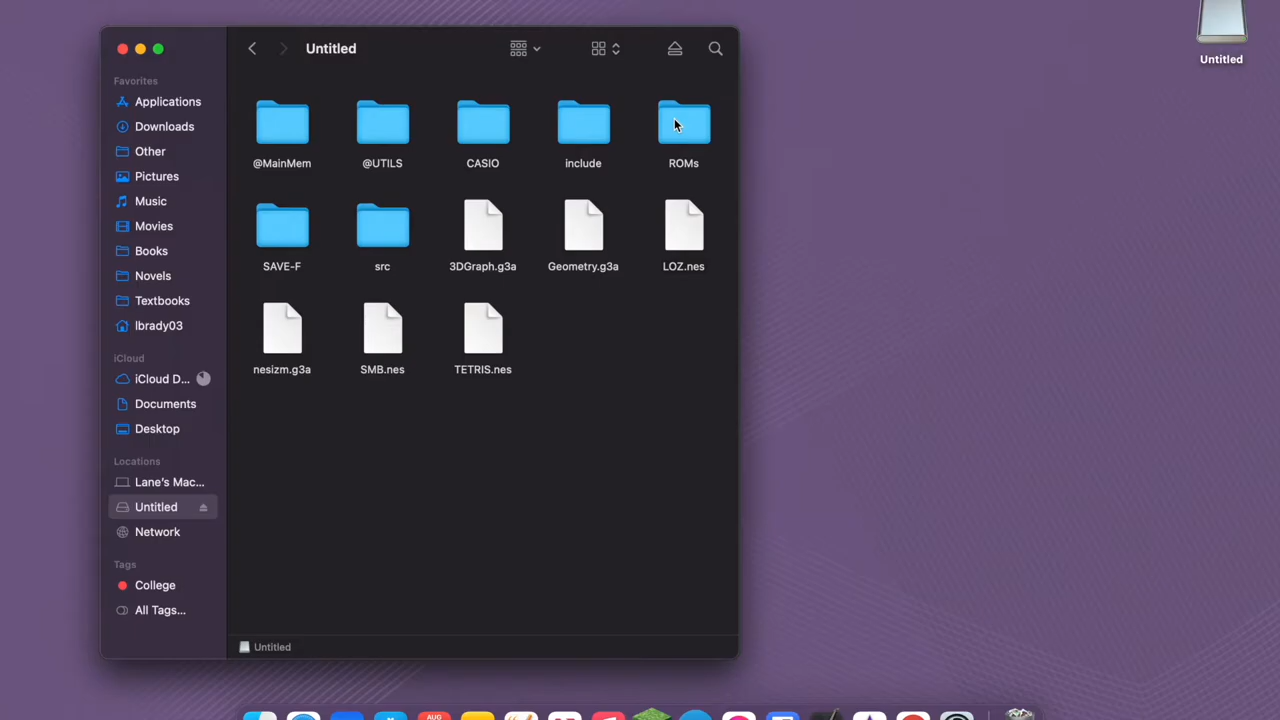 Untitled
Untitled
Favorites
Applications
Downloads
Other
Pictures
Music
Movies
Books
Novels
Textbooks
lbrady03
iCloud
iCloud D...
Documents
Desktop
Locations
Lane's Mac...
Untitled
Network
Tags
College
All Tags...
@MainMem
@UTILS
CASIO
include
ROMs
SAVE-F
src
3DGraph.g3a
Geometry.g3a
LOZ.nes
nesizm.g3a
SMB.nes
TETRIS.nes
Untitled
AUG